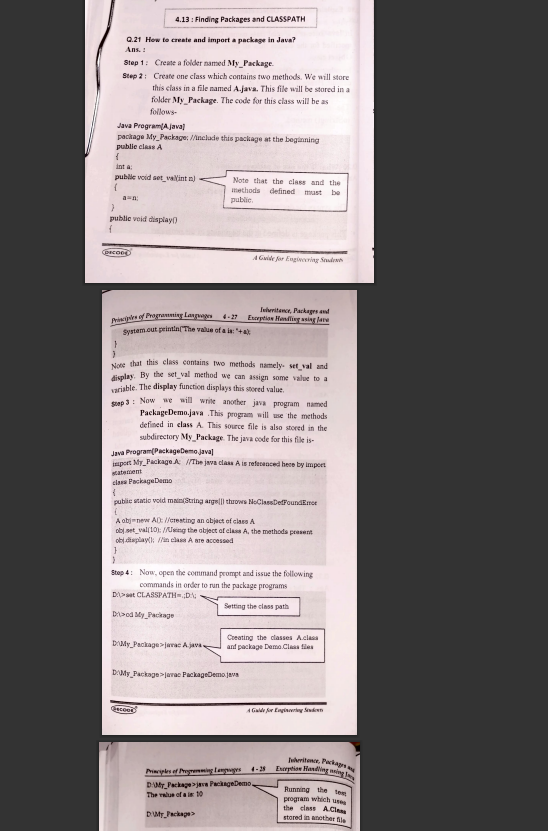 4.13 : Finding Packages and CLASSPATH
Q.21 How to create and import a package in Java?
Ans. :
Step 1 : Create a folder named My_Package.
Step 2 : Create one class which contains two methods. We will store
this class in a file named A.java. This file will be stored in a
folder My_Package. The code for this class will be as
follows-
Java Program[A.java]
package My_Package; //include this package at the beginning
public class A
{
int a;
public void set_val(int n)
{
a=n;
}
public void display()
{
Note that the class and the
methods defined must be
public.
DECODE
A Guide for Engineering Students
Principles of Programming Languages 4 - 27 Inheritance, Packages and
Exception Handling using Java
System.out.println("The value of a is: "+a);
}
}
Note that this class contains two methods namely- set_val and
display. By the set_val method we can assign some value to a
variable. The display function displays this stored value.
Step 3 : Now we will write another java program named
PackageDemo.java .This program will use the methods
defined in class A. This source file is also stored in the
subdirectory My_Package. The java code for this file is-
Java Program[PackageDemo.java]
import My_Package.A; //The java class A is referenced here by import
statement
class PackageDemo
{
public static void main(String args[]) throws NoClassDefFoundError
{
A obj=new A(); //creating an object of class A
obj.set_val(10); //Using the object of class A, the methods present
obj.display(); //in class A are accessed
}
}
Step 4 : Now, open the command prompt and issue the following
commands in order to run the package programs
D:\>set CLASSPATH=.;D:\;
Setting the class path
D:\>cd My_Package
D:\My_Package>javac A.java
Creating the classes A.class
anf package Demo.Class files
D:\My_Package>javac PackageDemo.java
DECODE
A Guide for Engineering Students
Principles of Programming Languages 4 - 28 Inheritance, Packages and
Exception Handling using Java
D:\My_Package>java PackageDemo
The value of a is: 10
D:\My_Package>
Running the test
program which uses
the class A.Class
stored in another file